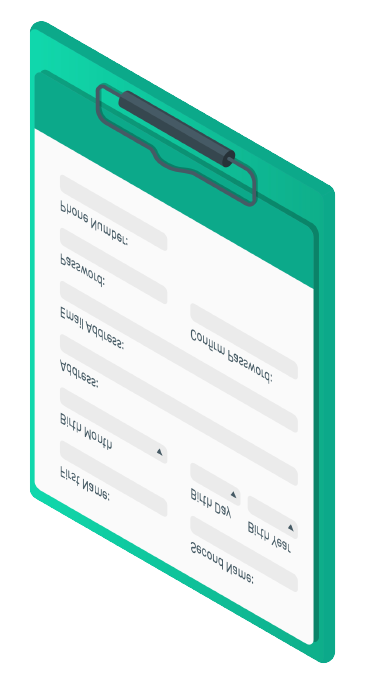 First Name:
Second Name:
Birth Month
Birth Day
Birth Year
Address:
Email Address:
Password:
Confirm Password:
Phone Number: